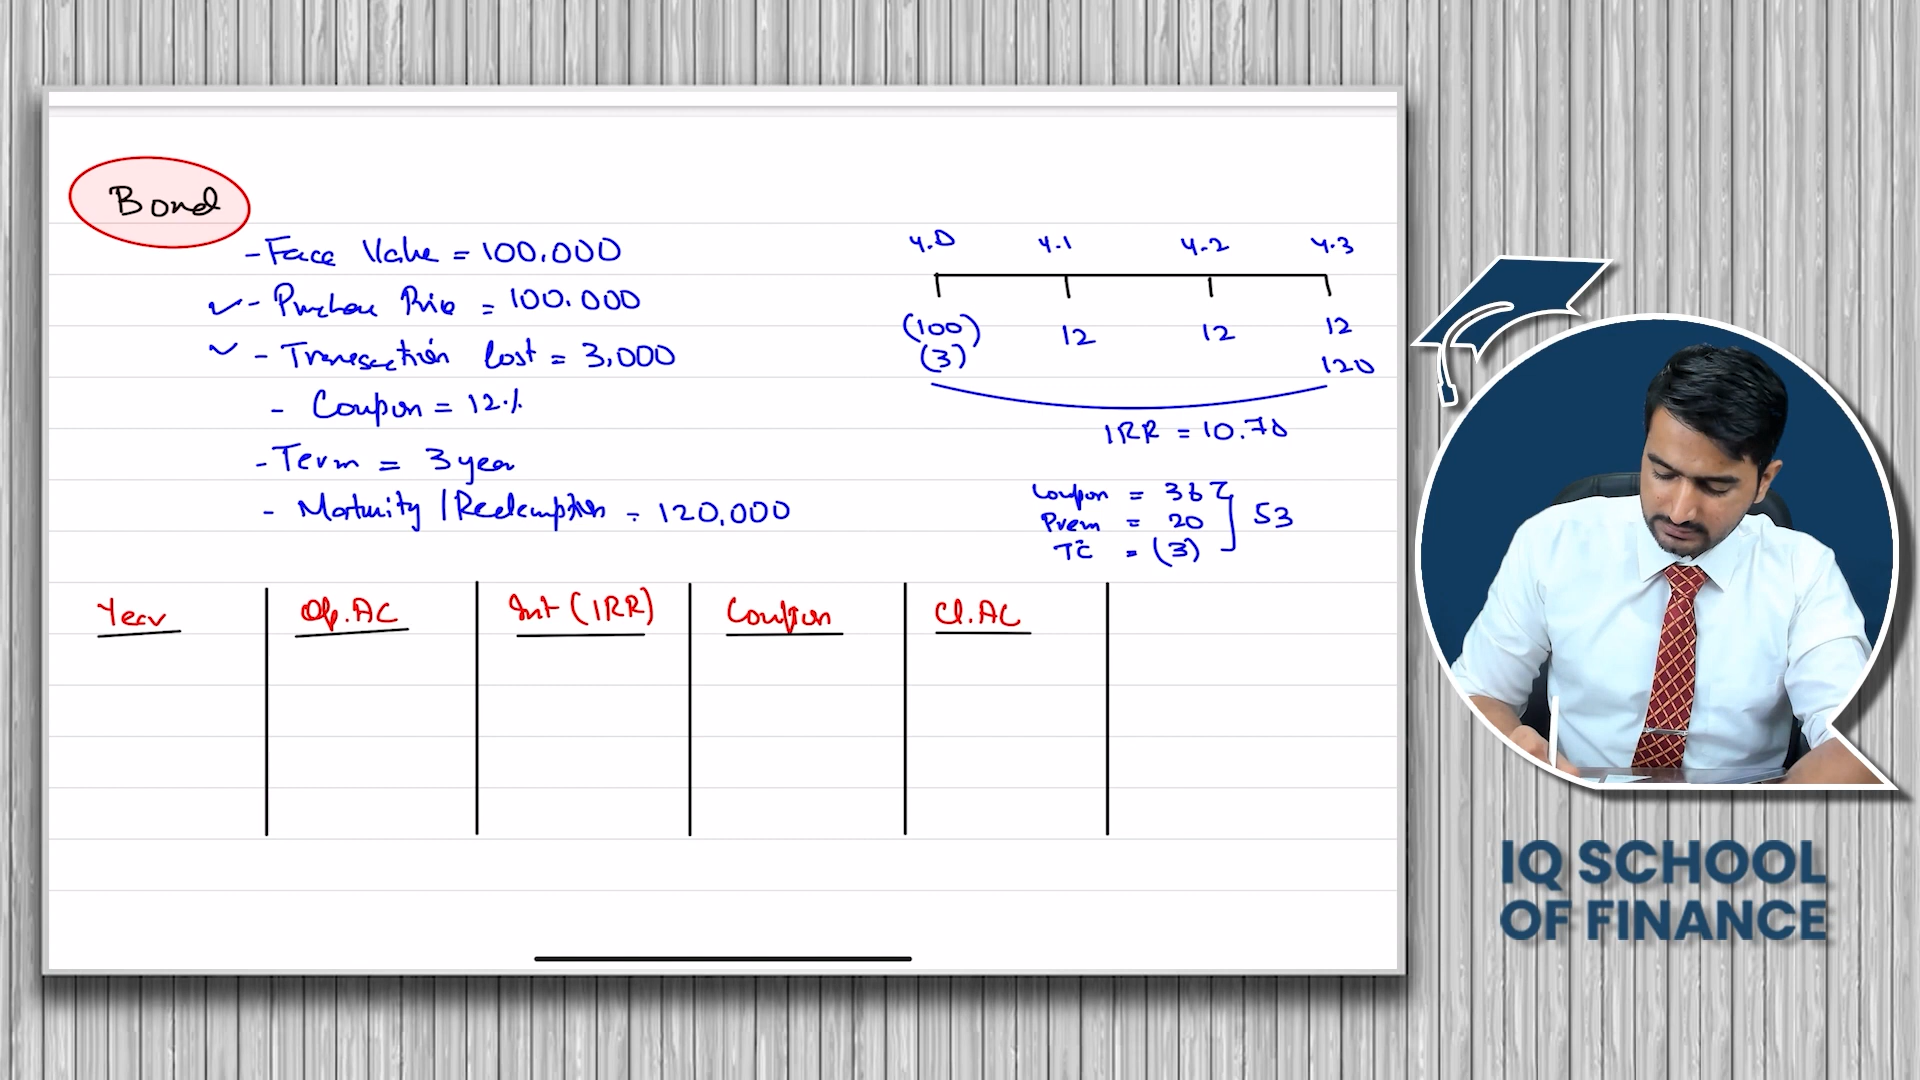 Bond
- Face Value = 100,000
✓ - Purchase Price = 100.000
✓ - Transaction Cost = 3,000
- Coupon = 12%
- Term = 3 year
- Maturity / Redemption = 120,000
Y.0 Y.1 Y.2 Y.3
(100) 12 12 12
(3) 120
IRR = 10.70
Coupon = 36
Prem = 20 53
TC = (3)
Year Op.AC Int (IRR) Coupon Cl.AC
IQ SCHOOL
OF FINANCE